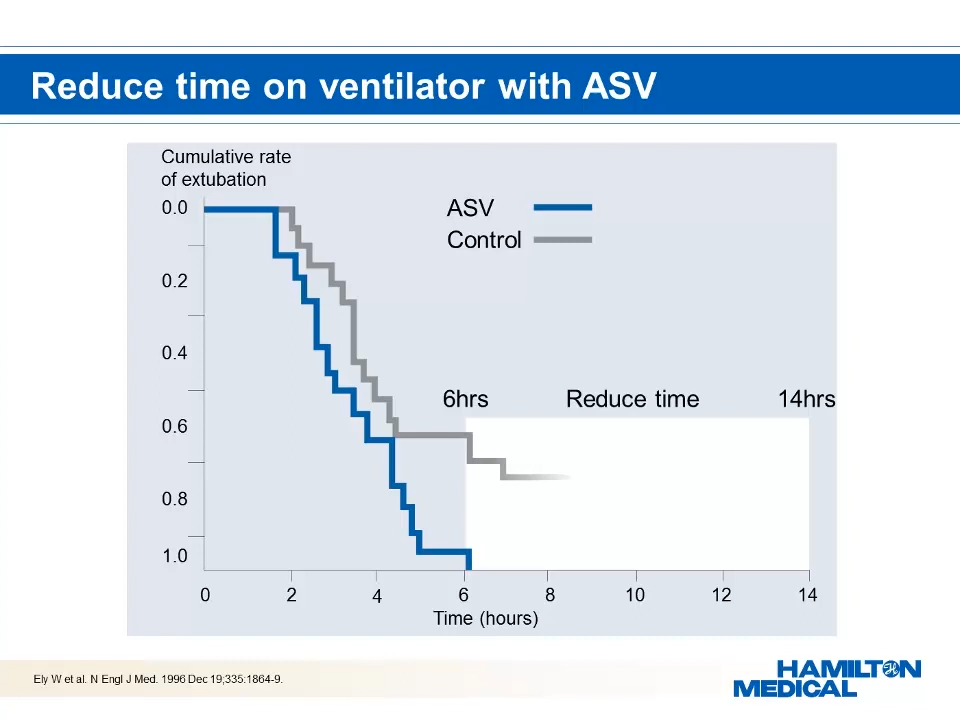 Reduce time on ventilator with ASV
Cumulative rate
of extubation
ASV
Control
0.0
0.2
0.4
0.6
0.8
1.0
6hrs Reduce time 14hrs
0 2 4 6 8 10 12 14
Time (hours)
Ely W et al. N Engl J Med. 1996 Dec 19;335:1864-9.
HAMILTON
MEDICAL